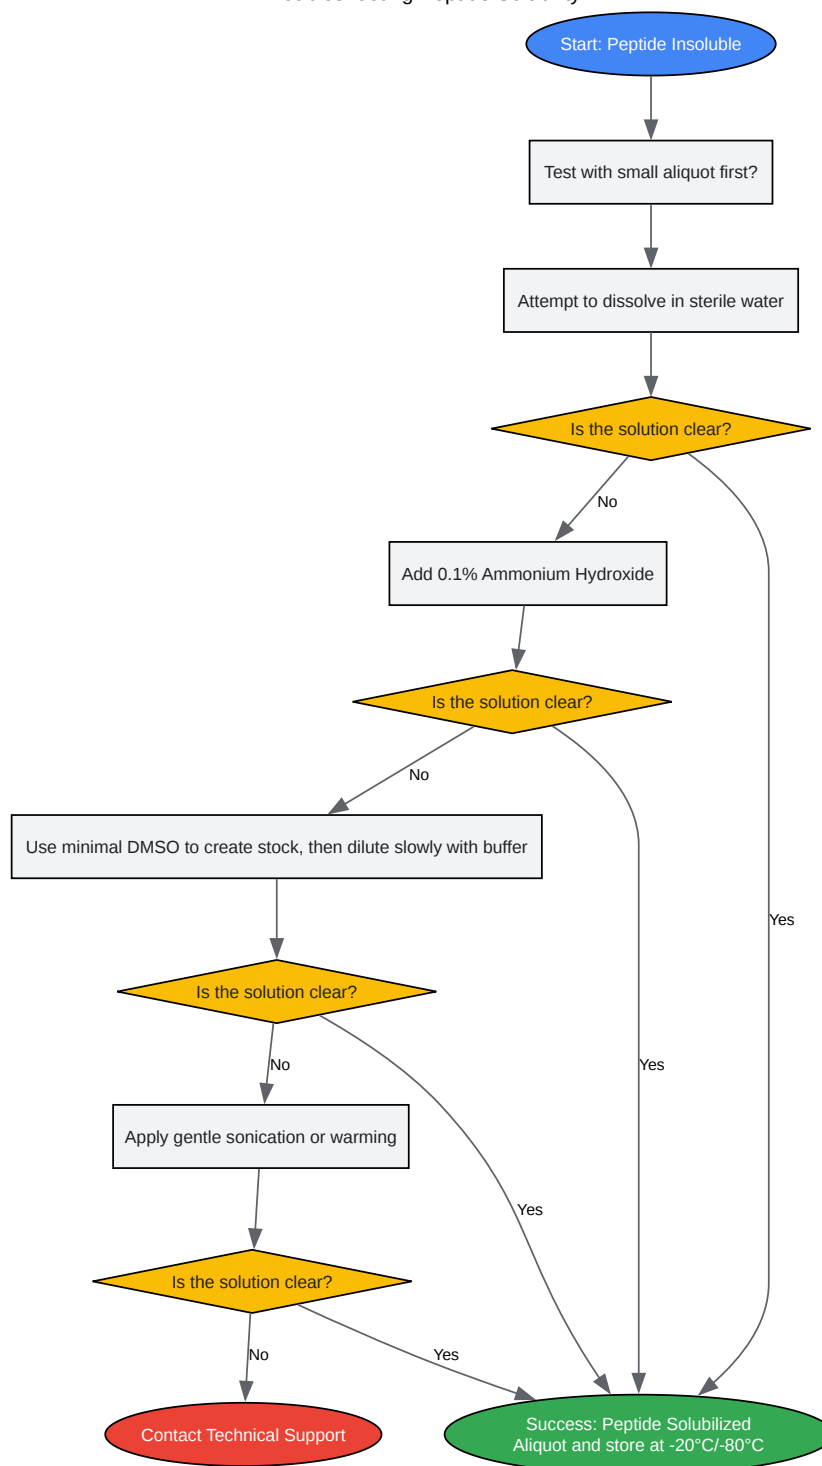 Start: Peptide Insoluble
Test with small aliquot first?
Attempt to dissolve in sterile water
Is the solution clear?
No
Add 0.1% Ammonium Hydroxide
Is the solution clear?
No
Use minimal DMSO to create stock, then dilute slowly with buffer
Yes
Is the solution clear?
No
Yes
Apply gentle sonication or warming
Yes
Is the solution clear?
No
Yes
Contact Technical Support
Success: Peptide Solubilized
Aliquot and store at -20°C/-80°C